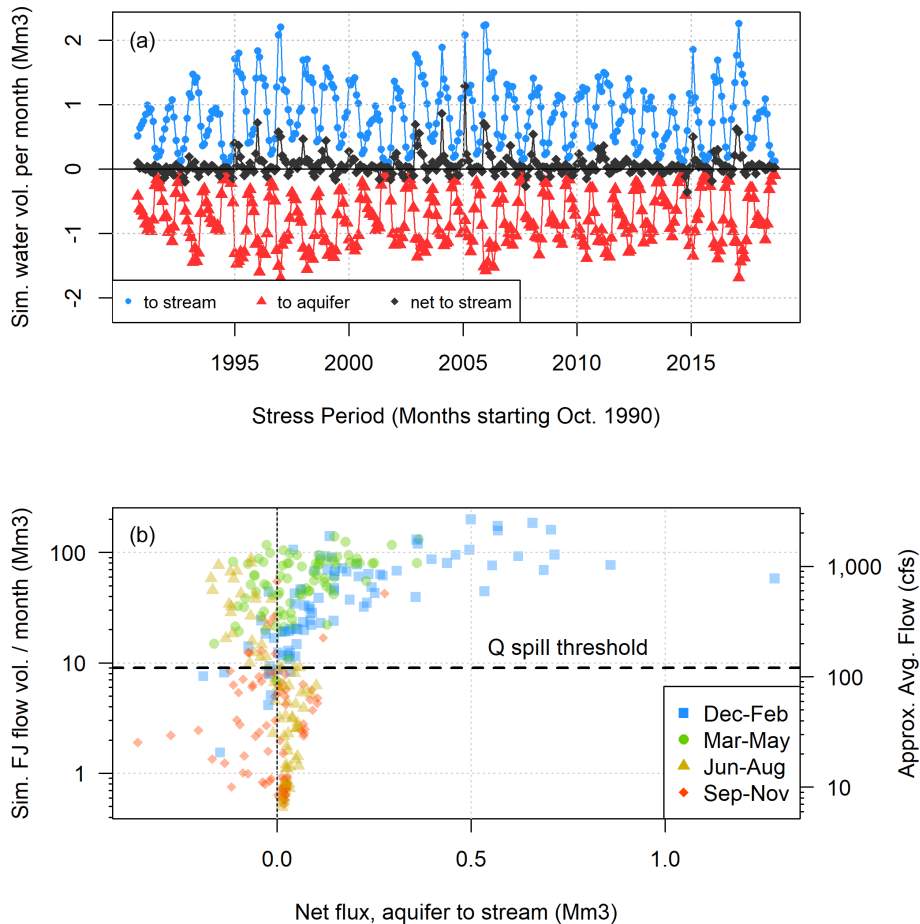 (a)
Sim. water vol. per month (Mm3)
2
1
0
-1
-2
to stream
to aquifer
net to stream
1995
2000
2005
2010
2015
Stress Period (Months starting Oct. 1990)
(b)
Sim. FJ flow vol. / month (Mm3)
100
10
1
Q spill threshold
1,000
100
10
Approx. Avg. Flow (cfs)
Dec-Feb
Mar-May
Jun-Aug
Sep-Nov
0.0
0.5
1.0
Net flux, aquifer to stream (Mm3)